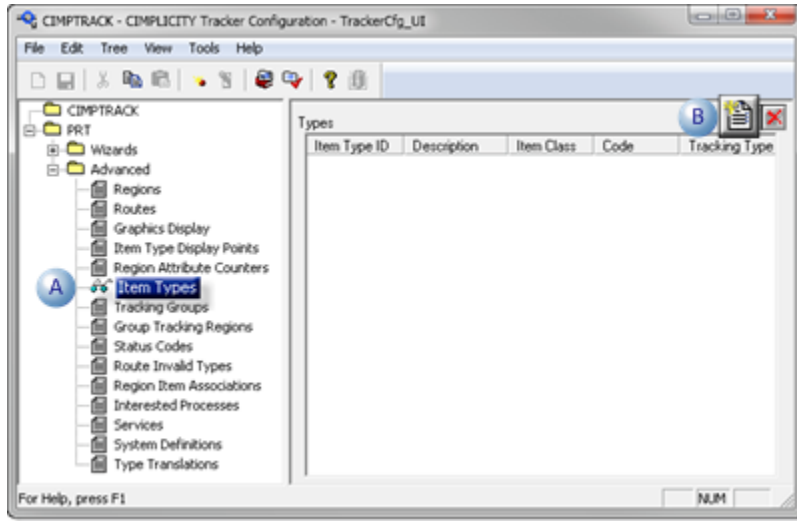 CIMPTRACK - CIMPLICITY Tracker Configuration - TrackerCfg_UI
File Edit Tree View Tools Help
CIMPTRACK
PRT
Wizards
Advanced
Regions
Routes
Graphics Display
Item Type Display Points
Region Attribute Counters
A Item Types
Tracking Groups
Group Tracking Regions
Status Codes
Route Invalid Types
Region Item Associations
Interested Processes
Services
System Definitions
Type Translations
B
Types
Item Type ID Description Item Class Code Tracking Type
For Help, press F1 NUM